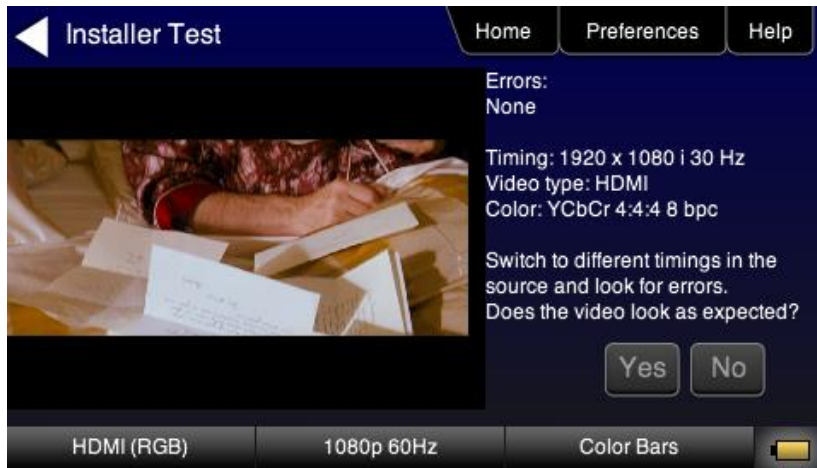 Installer Test
Home
Preferences
Help
Errors:
None
Timing: 1920 x 1080 i 30 Hz
Video type: HDMI
Color: YCbCr 4:4:4 8 bpc
Switch to different timings in the
source and look for errors.
Does the video look as expected?
Yes
No
HDMI (RGB)
1080p 60Hz
Color Bars